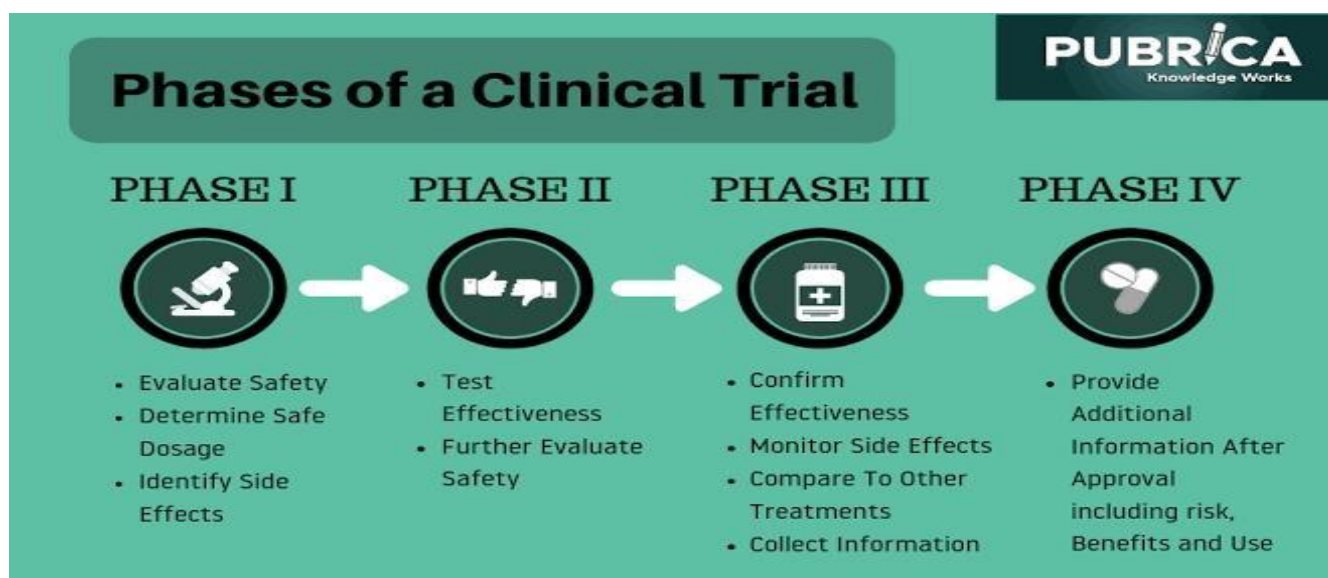 PUBRICA
Knowledge Works
Phases of a Clinical Trial
PHASE I
• Evaluate Safety
• Determine Safe
Dosage
• Identify Side
Effects
PHASE II
• Test
Effectiveness
• Further Evaluate
Safety
PHASE III
• Confirm
Effectiveness
• Monitor Side Effects
• Compare To Other
Treatments
• Collect Information
PHASE IV
• Provide
Additional
Information After
Approval
including risk,
Benefits and Use